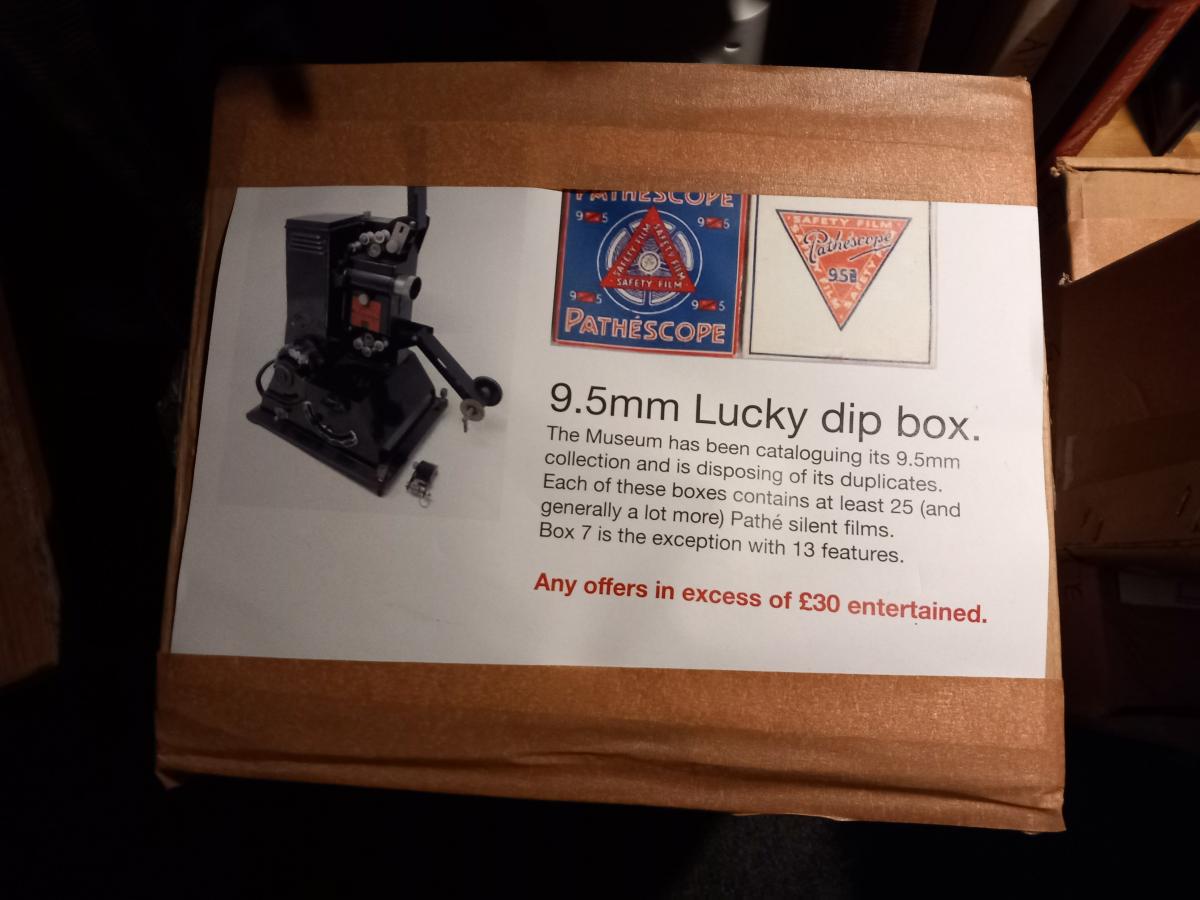 PATHÉSCOPE
9 5
9 5
SAFETY FILM
SAFETY FILM
SAFETY FILM
9 5
9 5
PATHÉSCOPE
SAFETY FILM
Pathéscope
9.5
9.5mm Lucky dip box.
The Museum has been cataloguing its 9.5mm
collection and is disposing of its duplicates.
Each of these boxes contains at least 25 (and
generally a lot more) Pathé silent films.
Box 7 is the exception with 13 features.
Any offers in excess of £30 entertained.